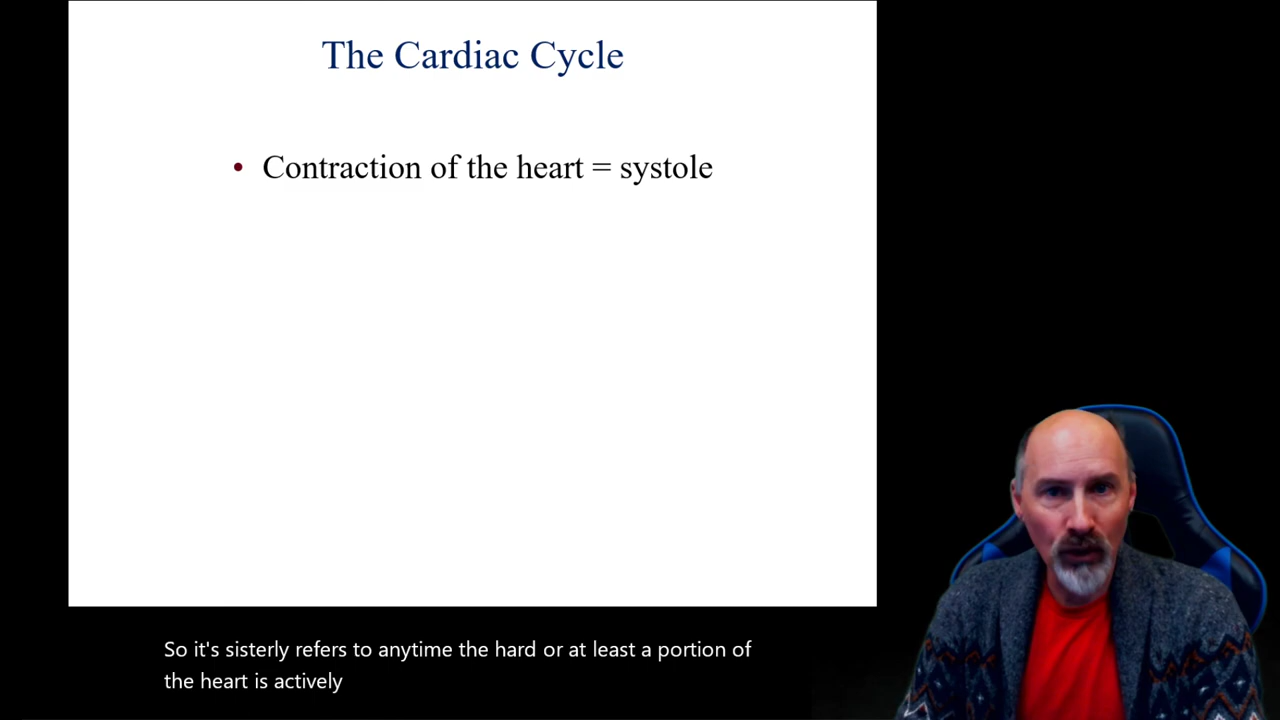 The Cardiac Cycle
• Contraction of the heart = systole
So it's sisterly refers to anytime the hard or at least a portion of
the heart is actively